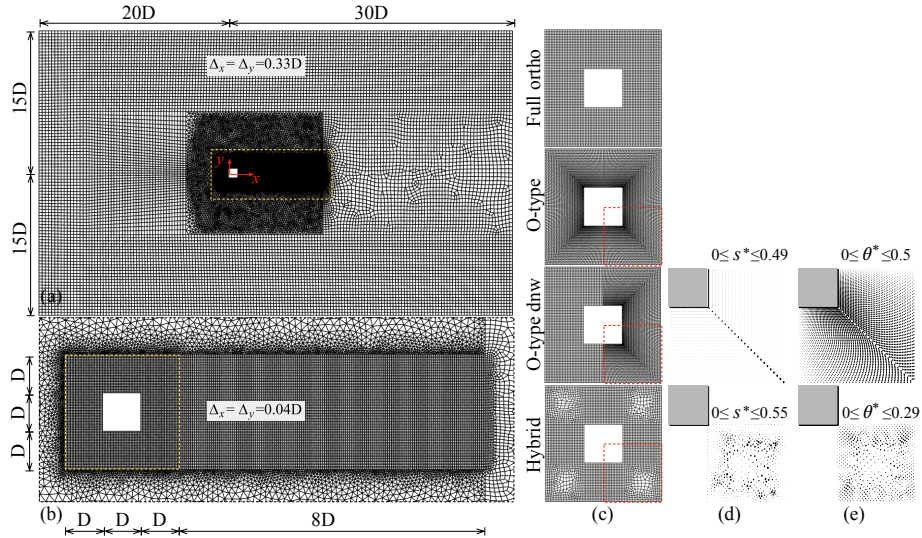 20D
30D
Δx = Δy=0.33D
15D
15D
y
x
(a)
D
D
D
Δx = Δy=0.04D
(b)
D
D
D
8D
Full ortho
O-type
O-type dnw
Hybrid
(c)
0≤ s*≤0.49
0≤ θ*≤0.5
0≤ s*≤0.55
0≤ θ*≤0.29
(d)
(e)